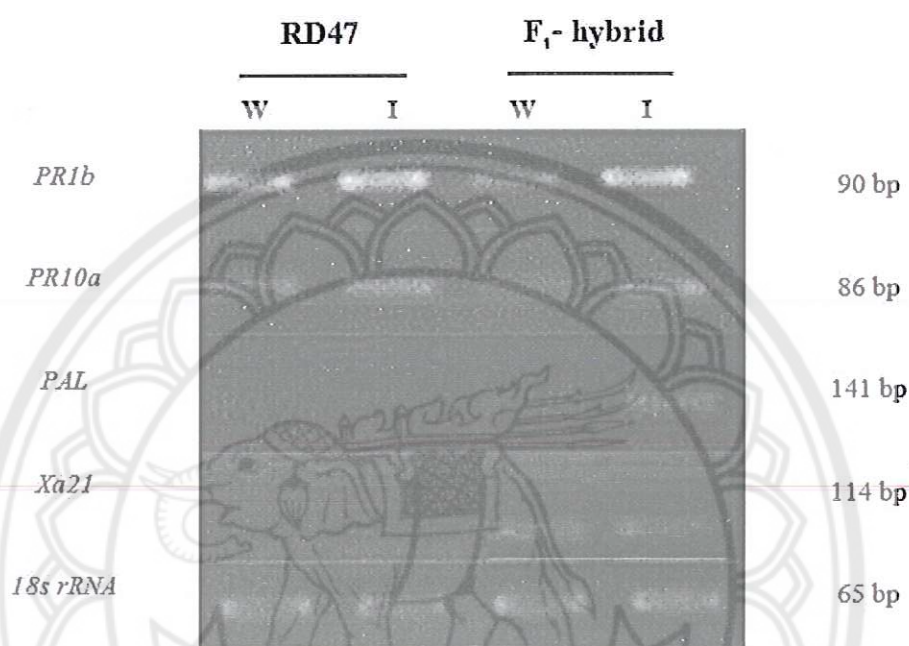 RD47 F₁- hybrid
W I W I
PR1b 90 bp
PR10a 86 bp
PAL 141 bp
Xa21 114 bp
18s rRNA 65 bp